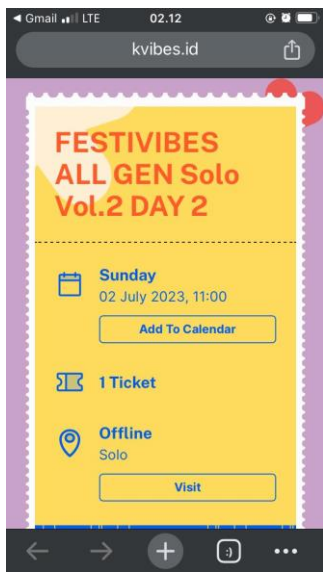 Gmail LTE 02.12
kvibes.id
FESTIVIBES
ALL GEN Solo
Vol.2 DAY 2
Sunday
02 July 2023, 11:00
Add To Calendar
1 Ticket
Offline
Solo
Visit
:)